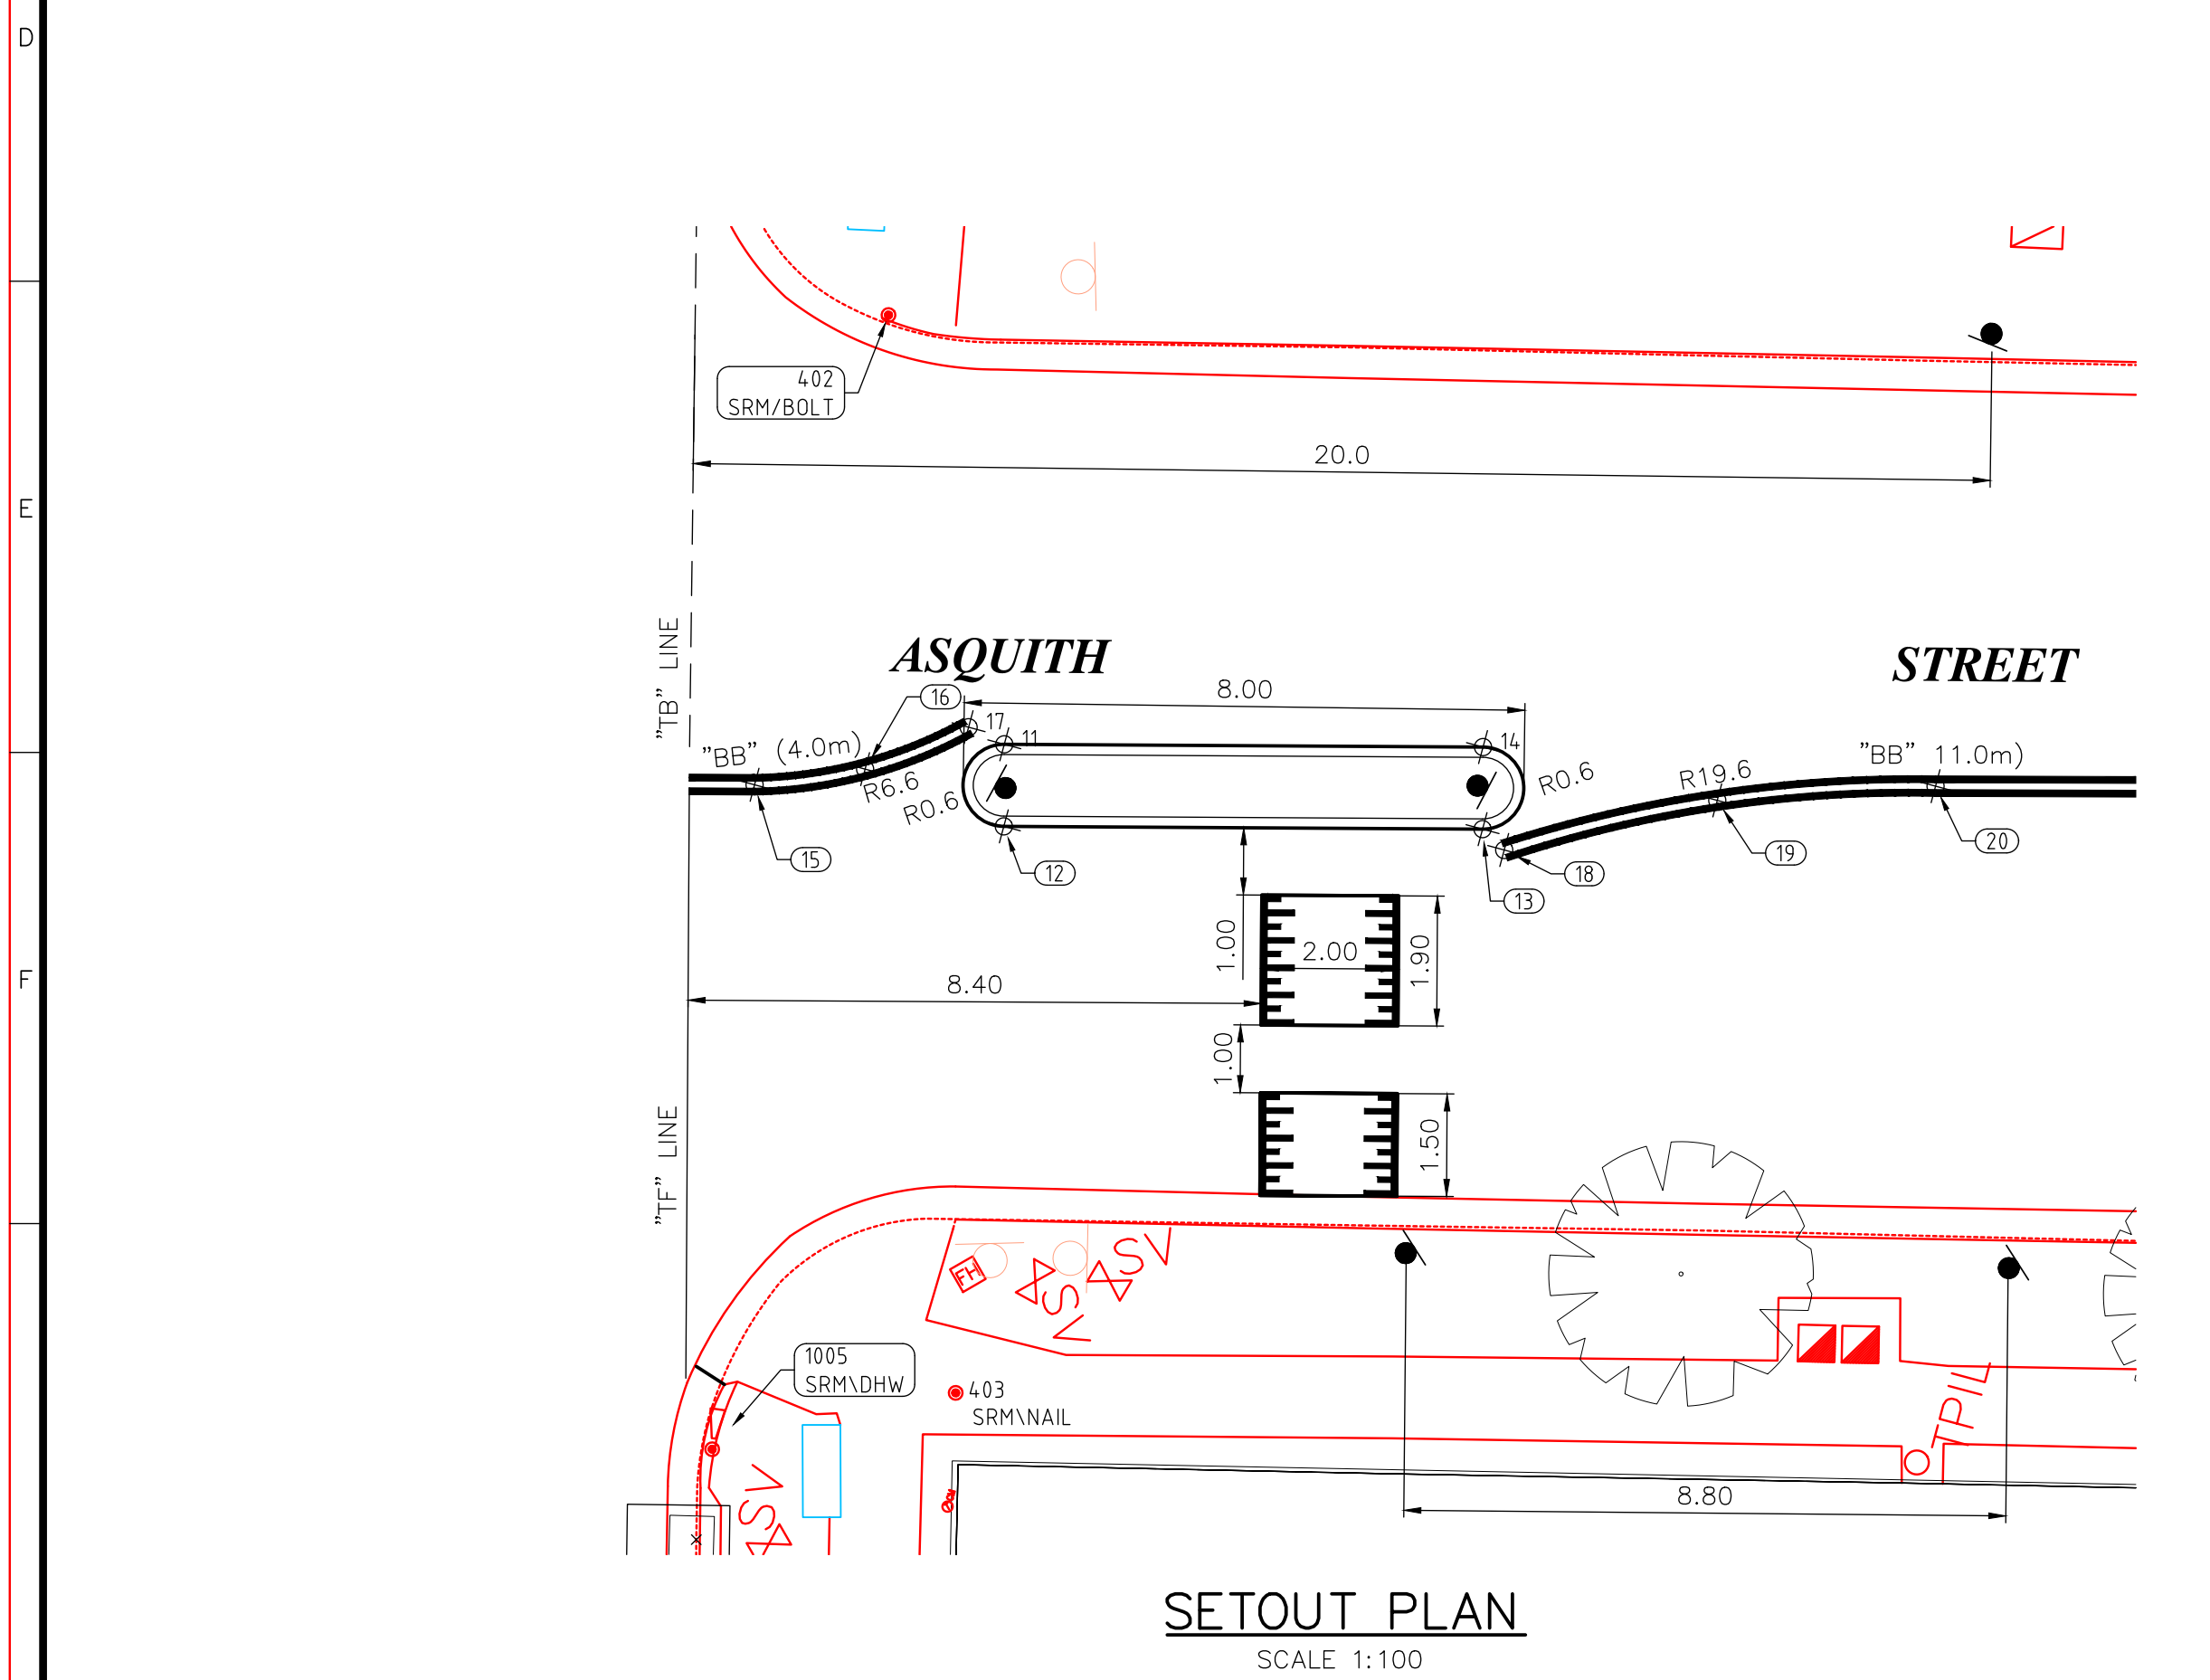 D
402
SRM/BOLT
20.0
E
"TB" LINE
ASQUITH
STREET
16
8.00
17
11
14
"BB" (4.0m)
R6.6
R0.6
R0.6
R19.6
"BB" 11.0m)
15
12
13
18
19
20
F
1.00
2.00
1.90
8.40
1.00
1.50
"TF" LINE
FH
SV
SV
1005
SRM\DHW
403
SRM\NAIL
TPIL
SV
8.80
SETOUT PLAN
SCALE 1:100